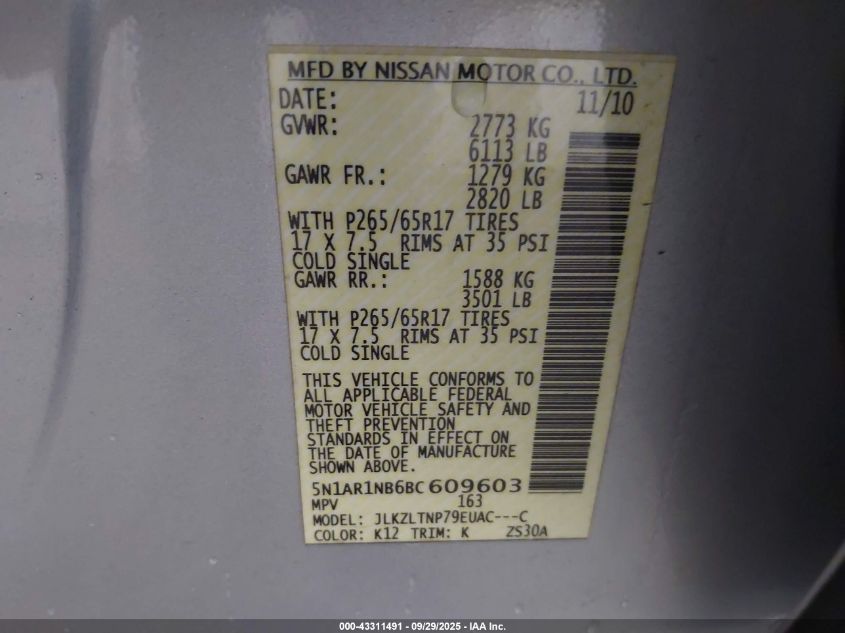 MFD BY NISSAN MOTOR CO., LTD.
DATE: 11/10
GVWR: 2773 KG
6113 LB
GAWR FR.: 1279 KG
2820 LB
WITH P265/65R17 TIRES
17 X 7.5 RIMS AT 35 PSI
COLD SINGLE
GAWR RR.: 1588 KG
3501 LB
WITH P265/65R17 TIRES
17 X 7.5 RIMS AT 35 PSI
COLD SINGLE
THIS VEHICLE CONFORMS TO
ALL APPLICABLE FEDERAL
MOTOR VEHICLE SAFETY AND
THEFT PREVENTION
STANDARDS IN EFFECT ON
THE DATE OF MANUFACTURE
SHOWN ABOVE.
5N1AR1NB6BC609603
MPV 163
MODEL: JLKZLTNP79EUAC---C
COLOR: K12 TRIM: K ZS30A
000-43311491 - 09/29/2025 - IAA Inc.